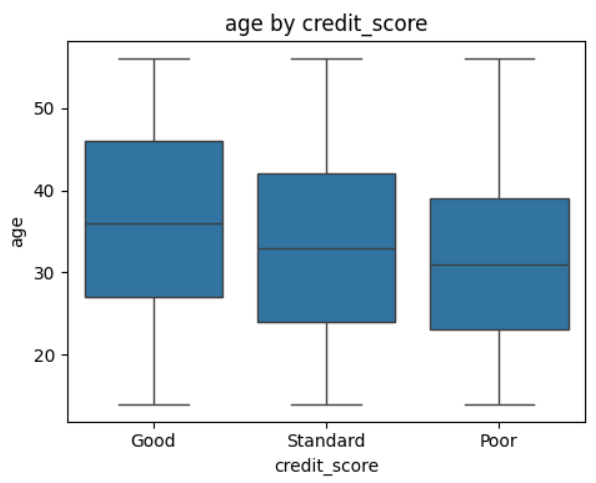 age by credit_score
50
40
30
20
age
Good Standard Poor
credit_score